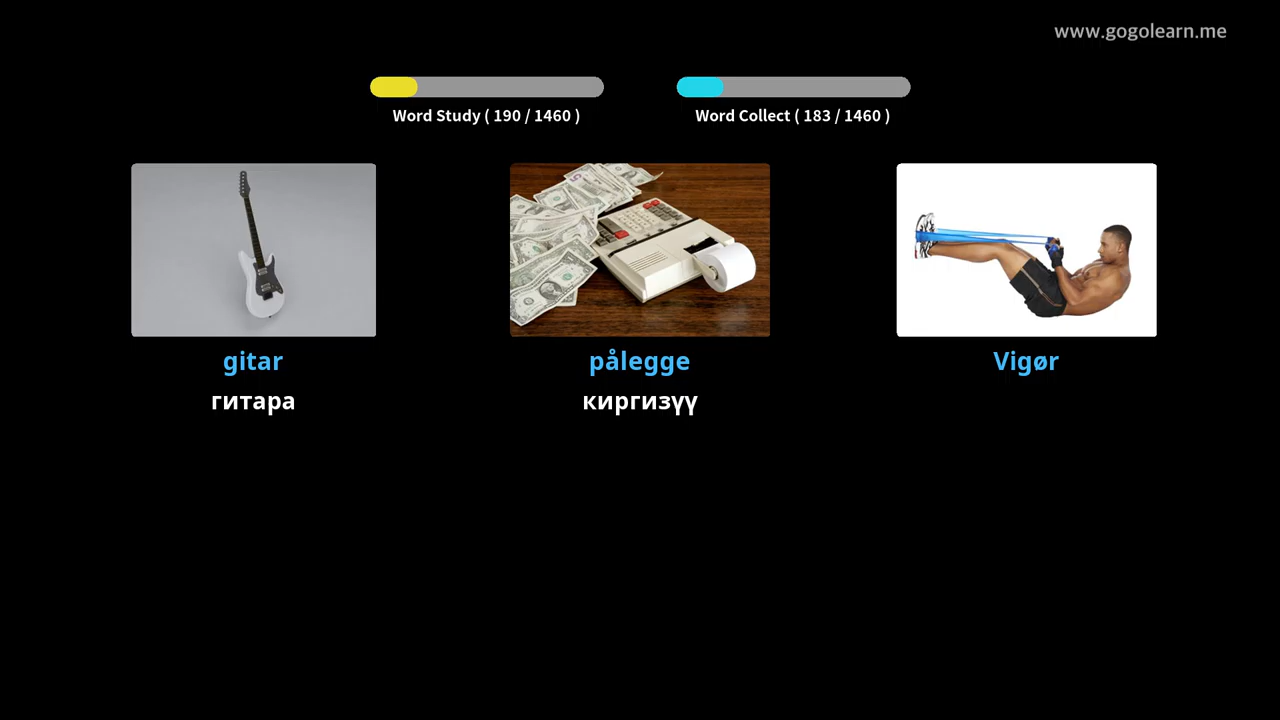 www.gogolearn.me
Word Study ( 190 / 1460 )
Word Collect ( 183 / 1460 )
gitar
pålegge
Vigør
гитара
киргизүү